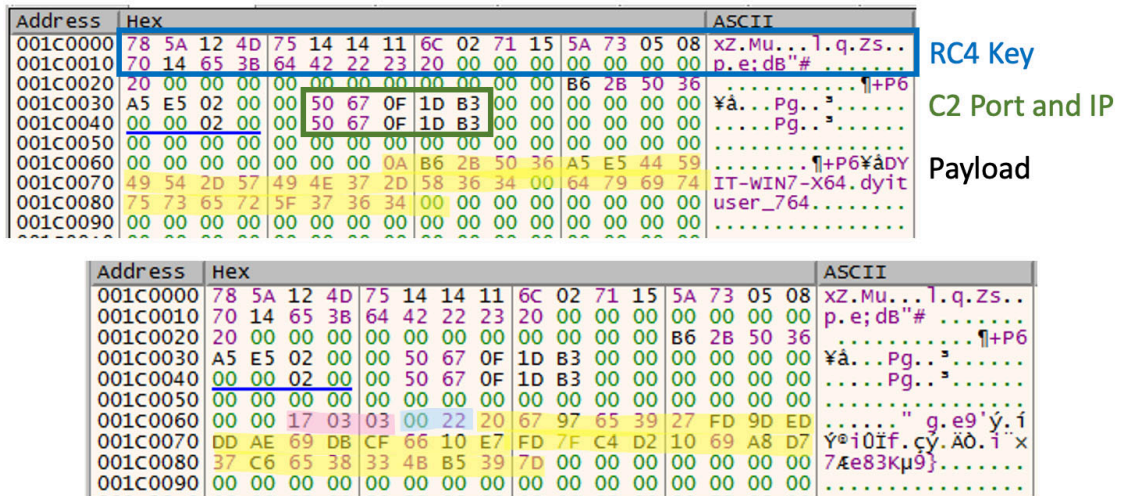 Address Hex ASCII
001C0000 78 5A 12 4D 75 14 14 11 6C 02 71 15 5A 73 05 08 xZ.Mu...l.q.Zs..
001C0010 70 14 65 3B 64 42 22 23 20 00 00 00 00 00 00 00 p.e;dB"# .......
RC4 Key
001C0020 20 00 00 00 00 00 00 00 00 00 00 00 B6 2B 50 36 ...........¶+P6
001C0030 A5 E5 02 00 00 50 67 0F 1D B3 00 00 00 00 00 00 ¥å...Pg..³......
C2 Port and IP
001C0040 00 00 02 00 00 50 67 0F 1D B3 00 00 00 00 00 00 .....Pg..³......
001C0050 00 00 00 00 00 00 00 00 00 00 00 00 00 00 00 00 ................
001C0060 00 00 00 00 00 00 00 0A B6 2B 50 36 A5 E5 44 59 ........¶+P6¥åDY
Payload
001C0070 49 54 2D 57 49 4E 37 2D 58 36 34 00 64 79 69 74 IT-WIN7-X64.dyit
001C0080 75 73 65 72 5F 37 36 34 00 00 00 00 00 00 00 00 user_764........
001C0090 00 00 00 00 00 00 00 00 00 00 00 00 00 00 00 00 ................
Address Hex ASCII
001C0000 78 5A 12 4D 75 14 14 11 6C 02 71 15 5A 73 05 08 xZ.Mu...l.q.Zs..
001C0010 70 14 65 3B 64 42 22 23 20 00 00 00 00 00 00 00 p.e;dB"# .......
001C0020 20 00 00 00 00 00 00 00 00 00 00 00 B6 2B 50 36 ...........¶+P6
001C0030 A5 E5 02 00 00 50 67 0F 1D B3 00 00 00 00 00 00 ¥å...Pg..³......
001C0040 00 00 02 00 00 50 67 0F 1D B3 00 00 00 00 00 00 .....Pg..³......
001C0050 00 00 00 00 00 00 00 00 00 00 00 00 00 00 00 00 ................
001C0060 00 00 17 03 03 00 22 20 67 97 65 39 27 FD 9D ED ......" g.e9'ý.í
001C0070 DD AE 69 DB CF 66 10 E7 FD 7F C4 D2 10 69 A8 D7 Ý®iÛÏf.çý.ÄÒ.i¨×
001C0080 37 C6 65 38 33 4B B5 39 7D 00 00 00 00 00 00 00 7Æe83Kµ9}.......
001C0090 00 00 00 00 00 00 00 00 00 00 00 00 00 00 00 00 ................